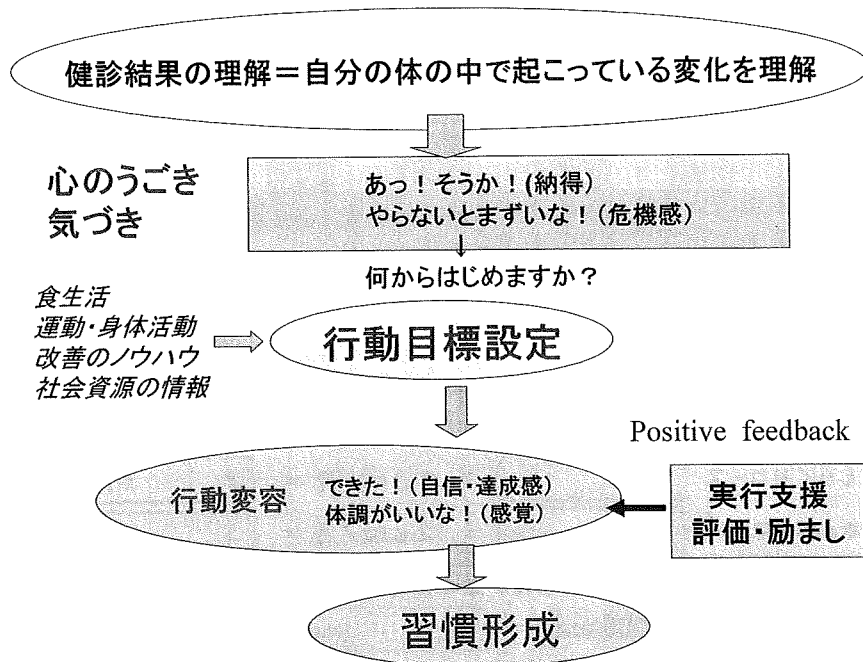 健診結果の理解＝自分の体の中で起こっている変化を理解
心のうごき
気づき
あっ！そうか！(納得)
やらないとまずいな！(危機感)
何からはじめますか？
食生活
運動・身体活動
改善のノウハウ
社会資源の情報
行動目標設定
Positive feedback
行動変容
できた！(自信・達成感)
体調がいいな！(感覚)
実行支援
評価・励まし
習慣形成